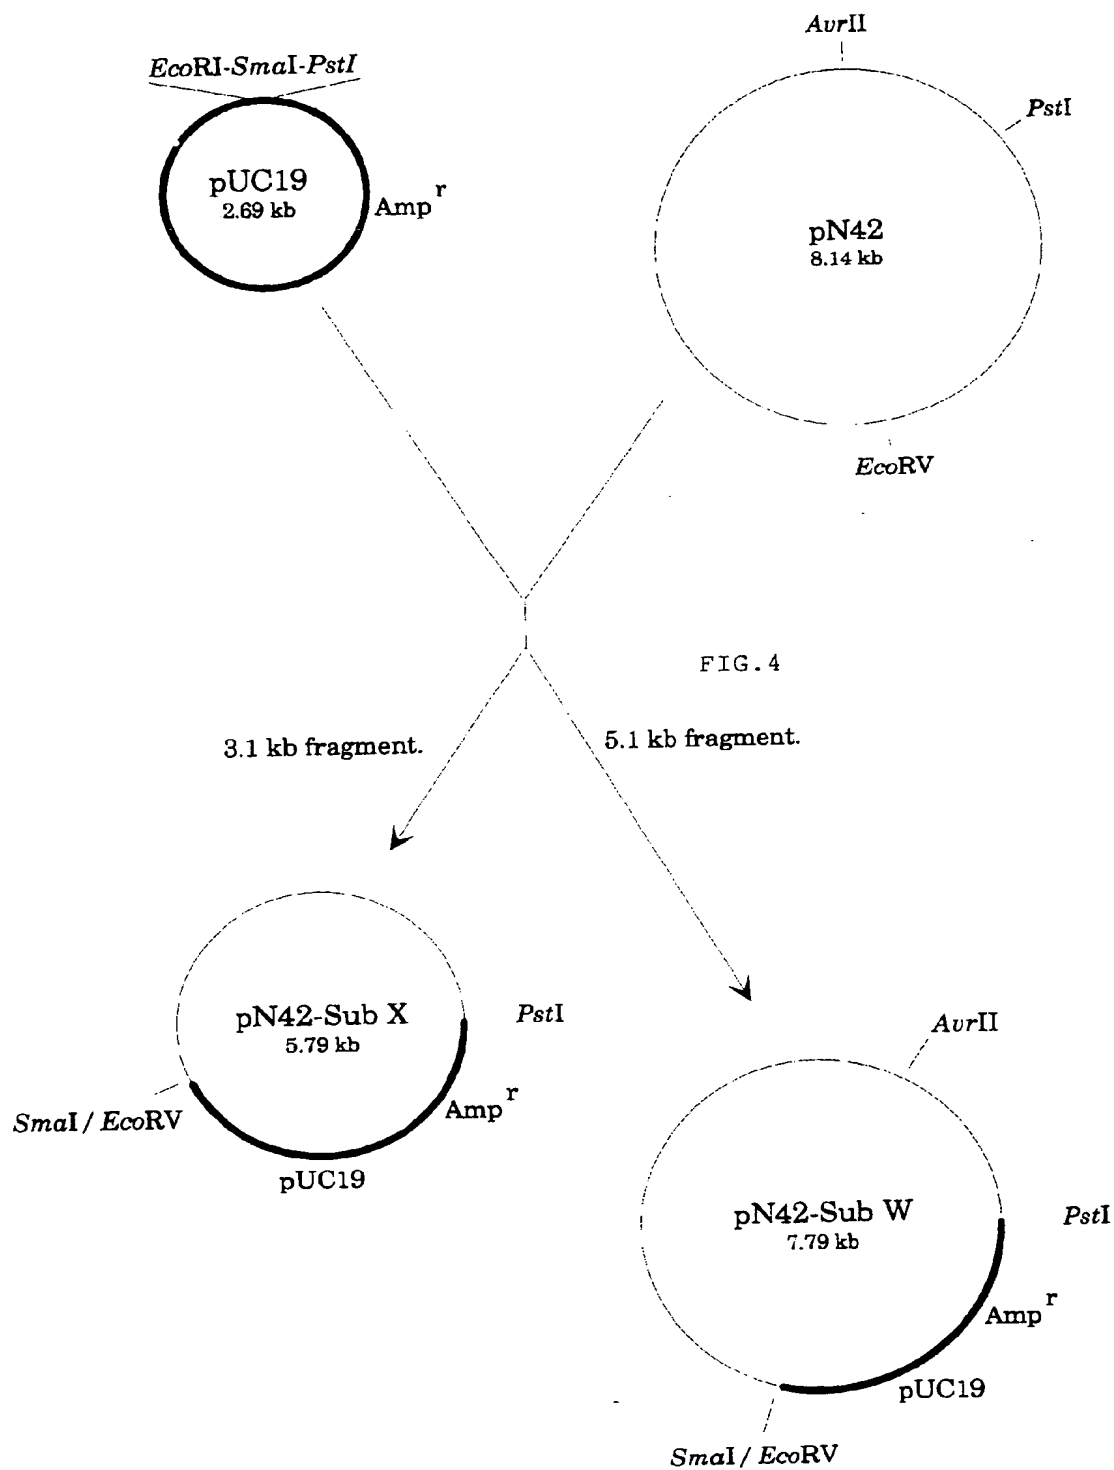 AvrII
EcoRI-SmaI-PstI
PstI
pUC19
2.69 kb
Amp r
pN42
8.14 kb
EcoRV
FIG.4
3.1 kb fragment.
5.1 kb fragment.
pN42-Sub X
5.79 kb
PstI
AvrII
SmaI / EcoRV
Amp r
pUC19
pN42-Sub W
7.79 kb
PstI
Amp r
pUC19
SmaI / EcoRV